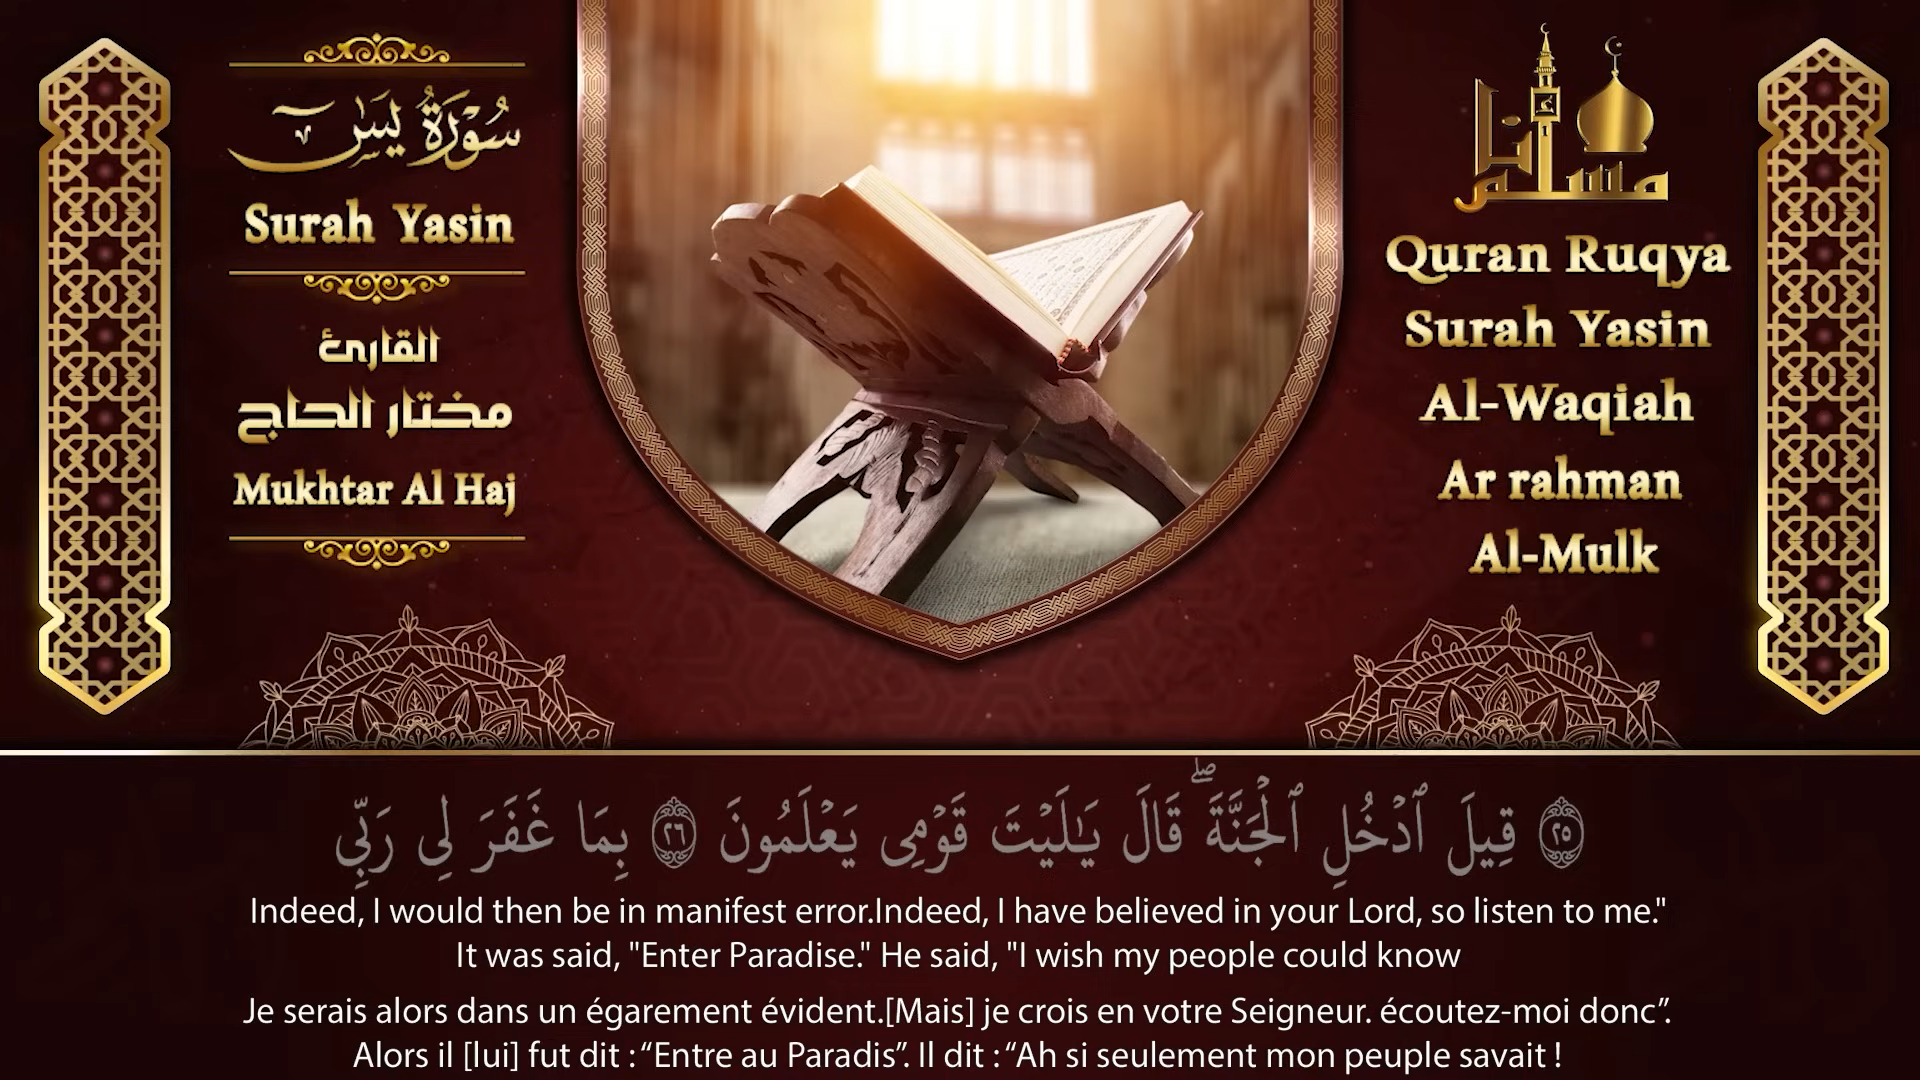 سُورَةُ يس
Surah Yasin
القارئ
مختار الحاج
Mukhtar Al Haj
انا
مسلم
Quran Ruqya
Surah Yasin
Al-Waqiah
Ar rahman
Al-Mulk
٢٥ قِيلَ ٱدْخُلِ ٱلْجَنَّةَ ۖ قَالَ يَٰلَيْتَ قَوْمِى يَعْلَمُونَ ٢٦ بِمَا غَفَرَ لِى رَبِّى
Indeed, I would then be in manifest error.Indeed, I have believed in your Lord, so listen to me."
It was said, "Enter Paradise." He said, "I wish my people could know
Je serais alors dans un égarement évident.[Mais] je crois en votre Seigneur. écoutez-moi donc”.
Alors il [lui] fut dit : “Entre au Paradis”. Il dit : “Ah si seulement mon peuple savait !